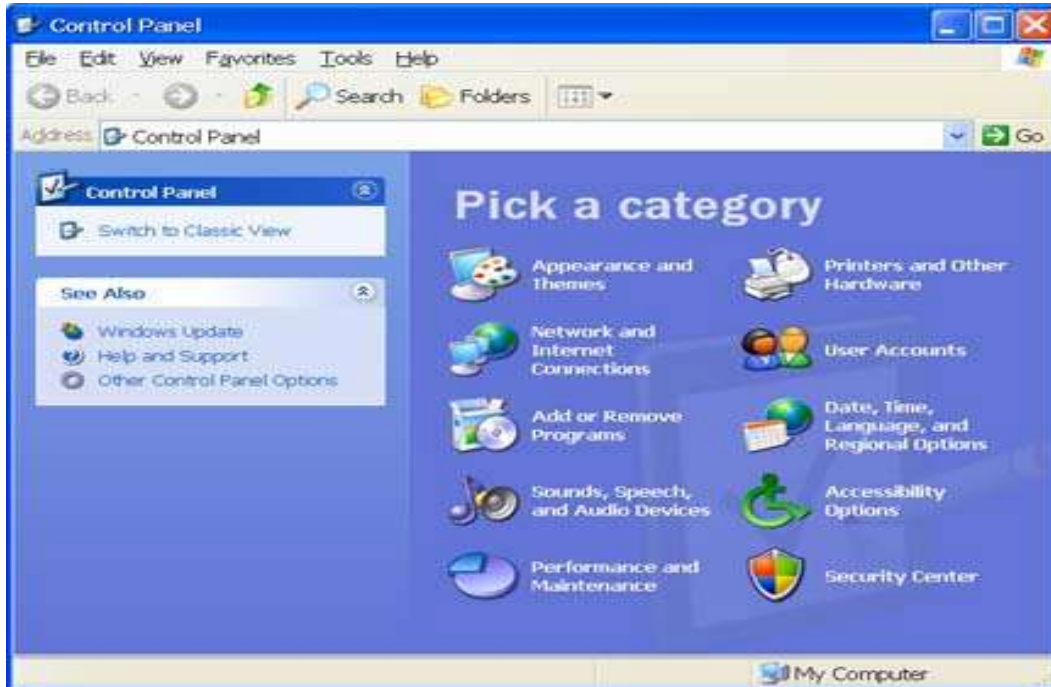 Control Panel
File Edit View Favorites Tools Help
Back Search Folders
Address Control Panel Go
Control Panel
Switch to Classic View
See Also
Windows Update
Help and Support
Other Control Panel Options
Pick a category
Appearance and
Themes
Printers and Other
Hardware
Network and
Internet
Connections
User Accounts
Add or Remove
Programs
Date, Time,
Language, and
Regional Options
Sounds, Speech,
and Audio Devices
Accessibility
Options
Performance and
Maintenance
Security Center
My Computer